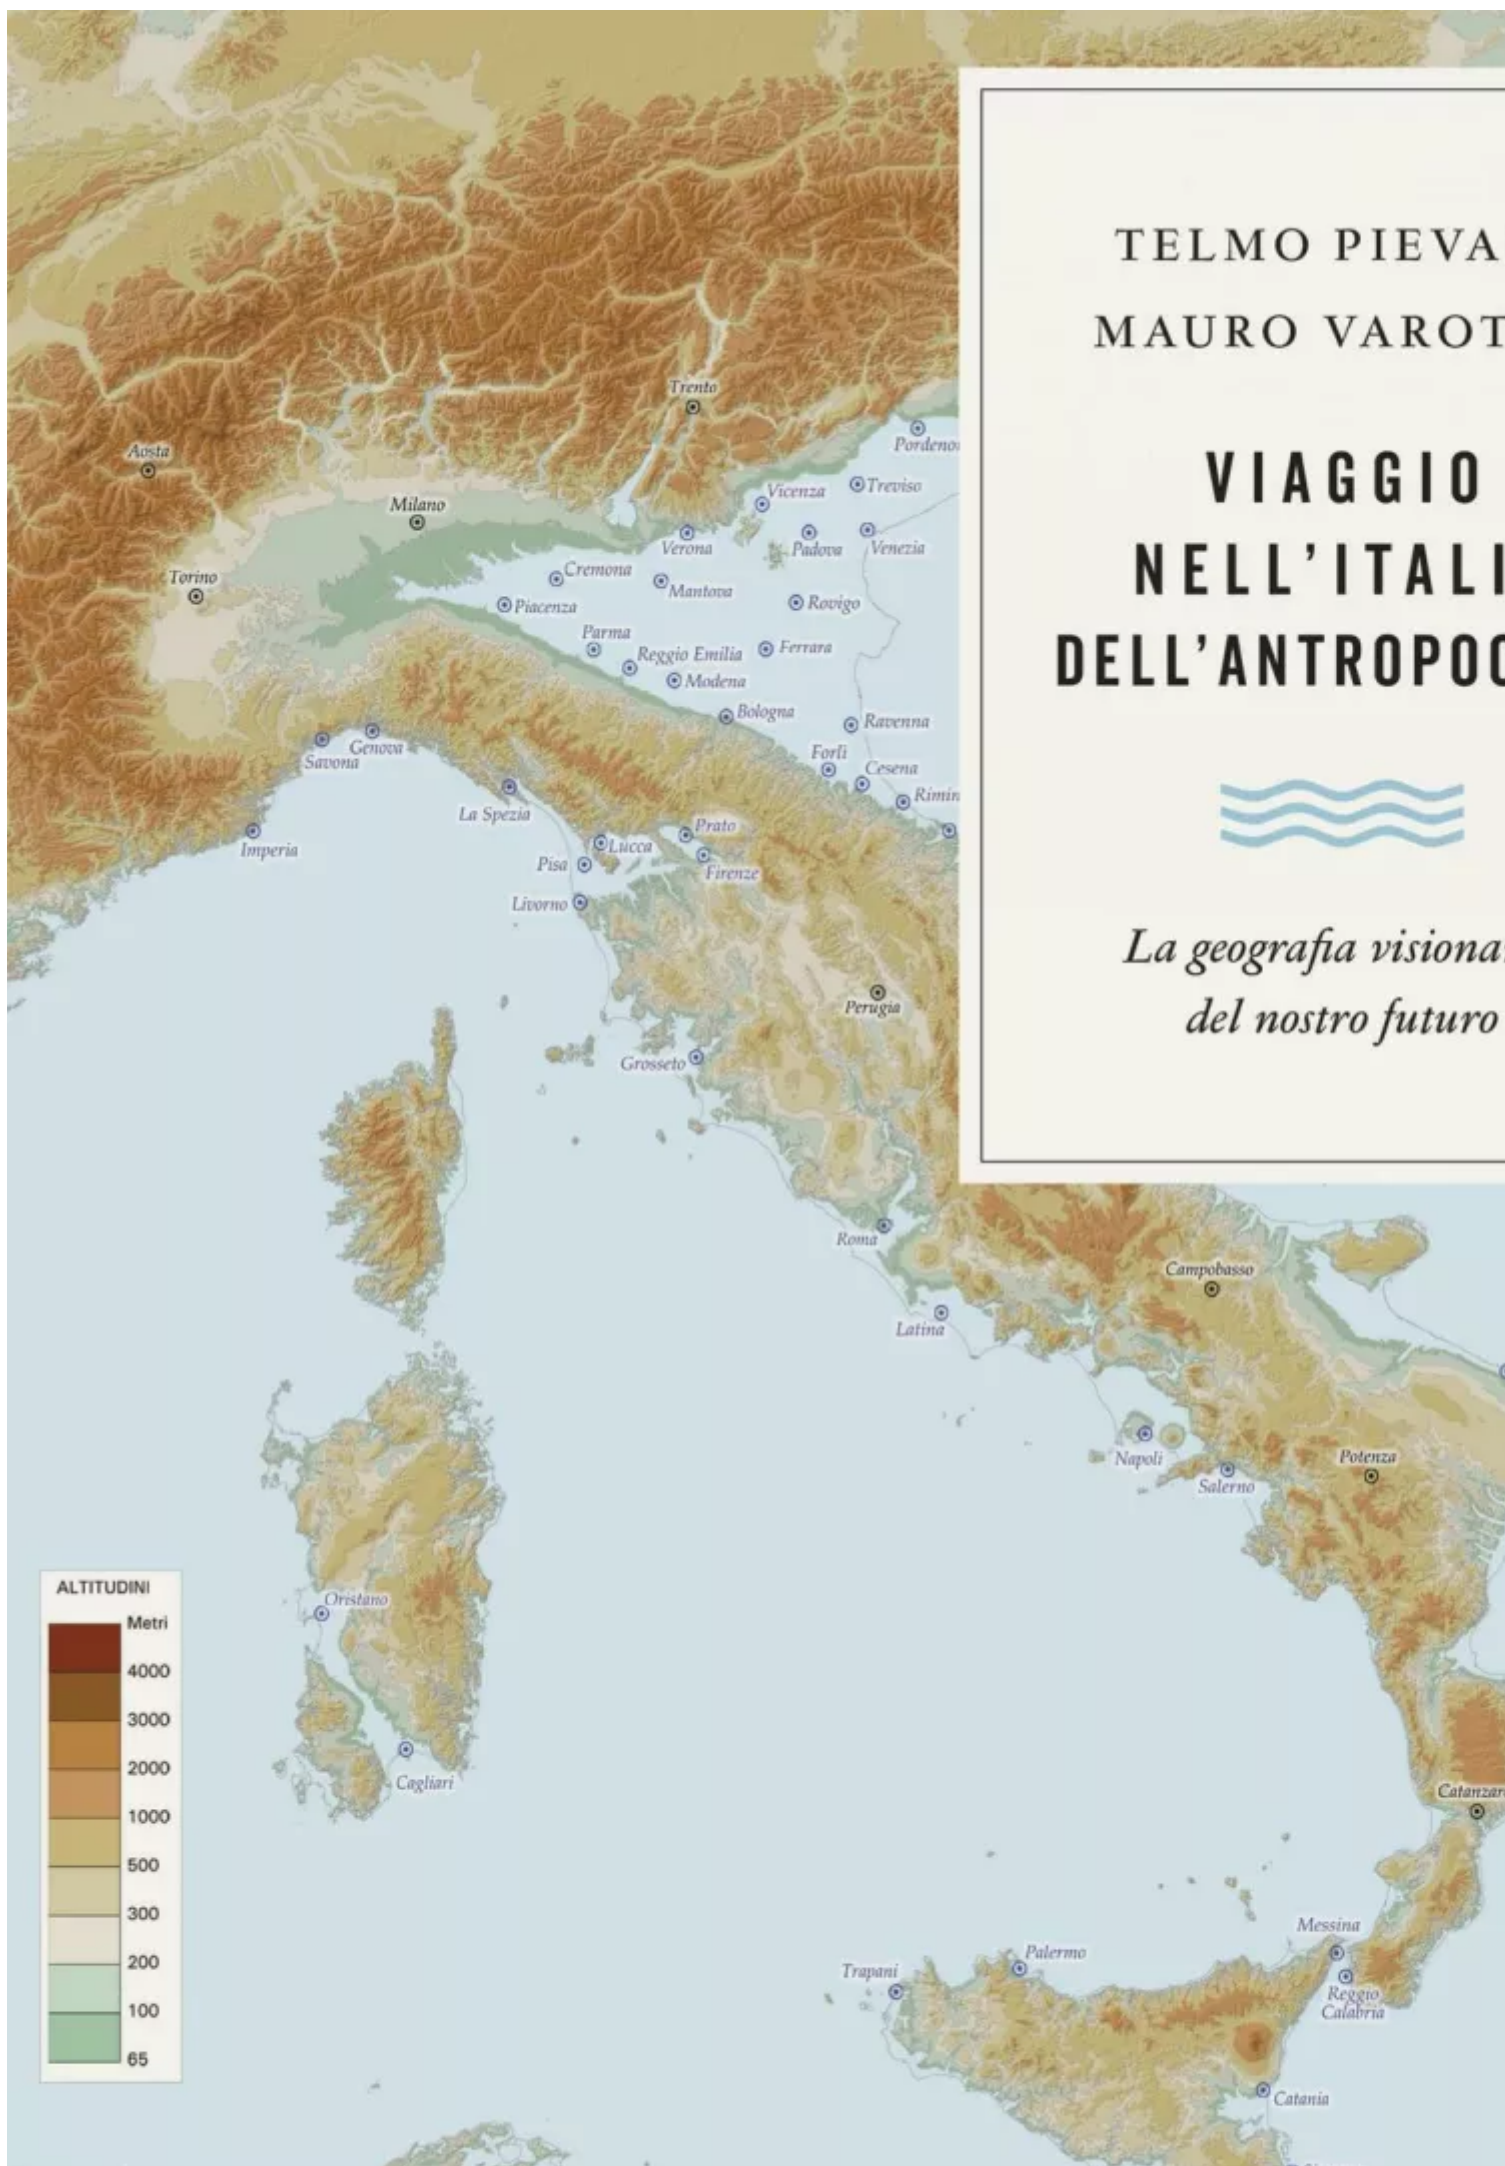 TELMO PIEVA
MAURO VAROT
VIAGGIO
NELL'ITALI
DELL'ANTROPOC
La geografia visiona
del nostro futuro
Trento
Pordeno
Aosta
Treviso
Vicenza
Milano
Verona
Padova
Venezia
Cremona
Torino
Mantova
Piacenza
Rovigo
Parma
Reggio Emilia
Ferrara
Modena
Bologna
Ravenna
Genova
Savona
Forlì
Cesena
Rimin
La Spezia
Prato
Imperia
Lucca
Pisa
Firenze
Livorno
Perugia
Grosseto
Roma
Campobasso
Latina
Napoli
Potenza
Salerno
Oristano
Cagliari
Catanzar
Messina
Palermo
Trapani
Reggio
Calabria
Catania
ALTITUDINI
Metri
4000
3000
2000
1000
500
300
200
100
65